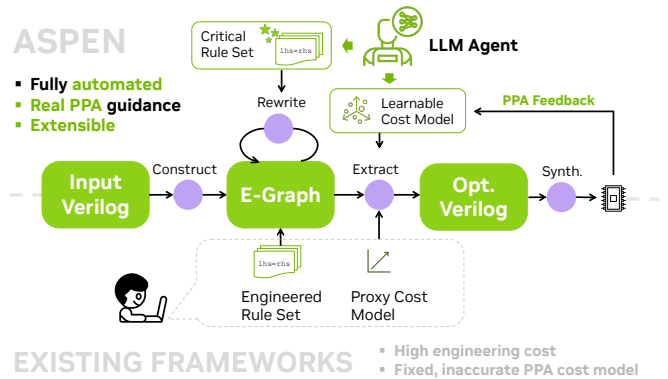 ASPEN
▪ Fully automated
▪ Real PPA guidance
▪ Extensible
Critical
Rule Set
lhs=rhs
LLM Agent
Learnable
Cost Model
PPA Feedback
Rewrite
Input
Verilog
Construct
E-Graph
Extract
Opt.
Verilog
Synth.
lhs=rhs
Engineered
Rule Set
Proxy Cost
Model
EXISTING FRAMEWORKS
▪ High engineering cost
▪ Fixed, inaccurate PPA cost model